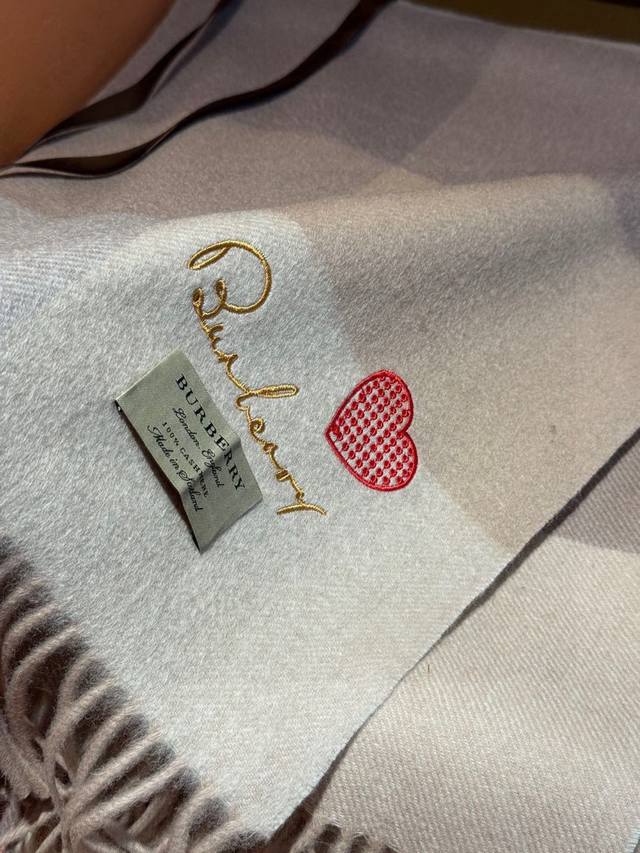 Burberry
BURBERRY
London, England
100% CASHMERE
Made in Scotland